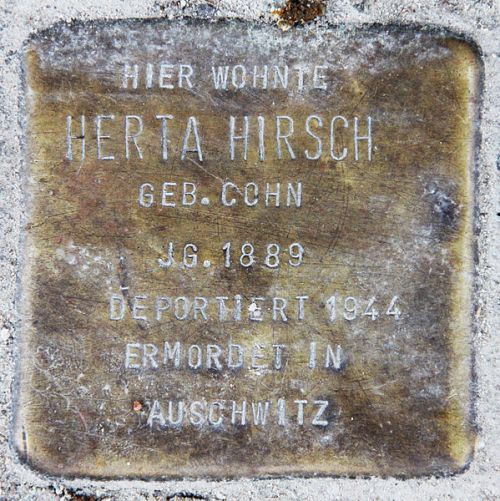 HIER WOHNTE
HERTA HIRSCH
GEB. COHN
JG. 1889
DEPORTIERT 1944
ERMORDET IN
AUSCHWITZ